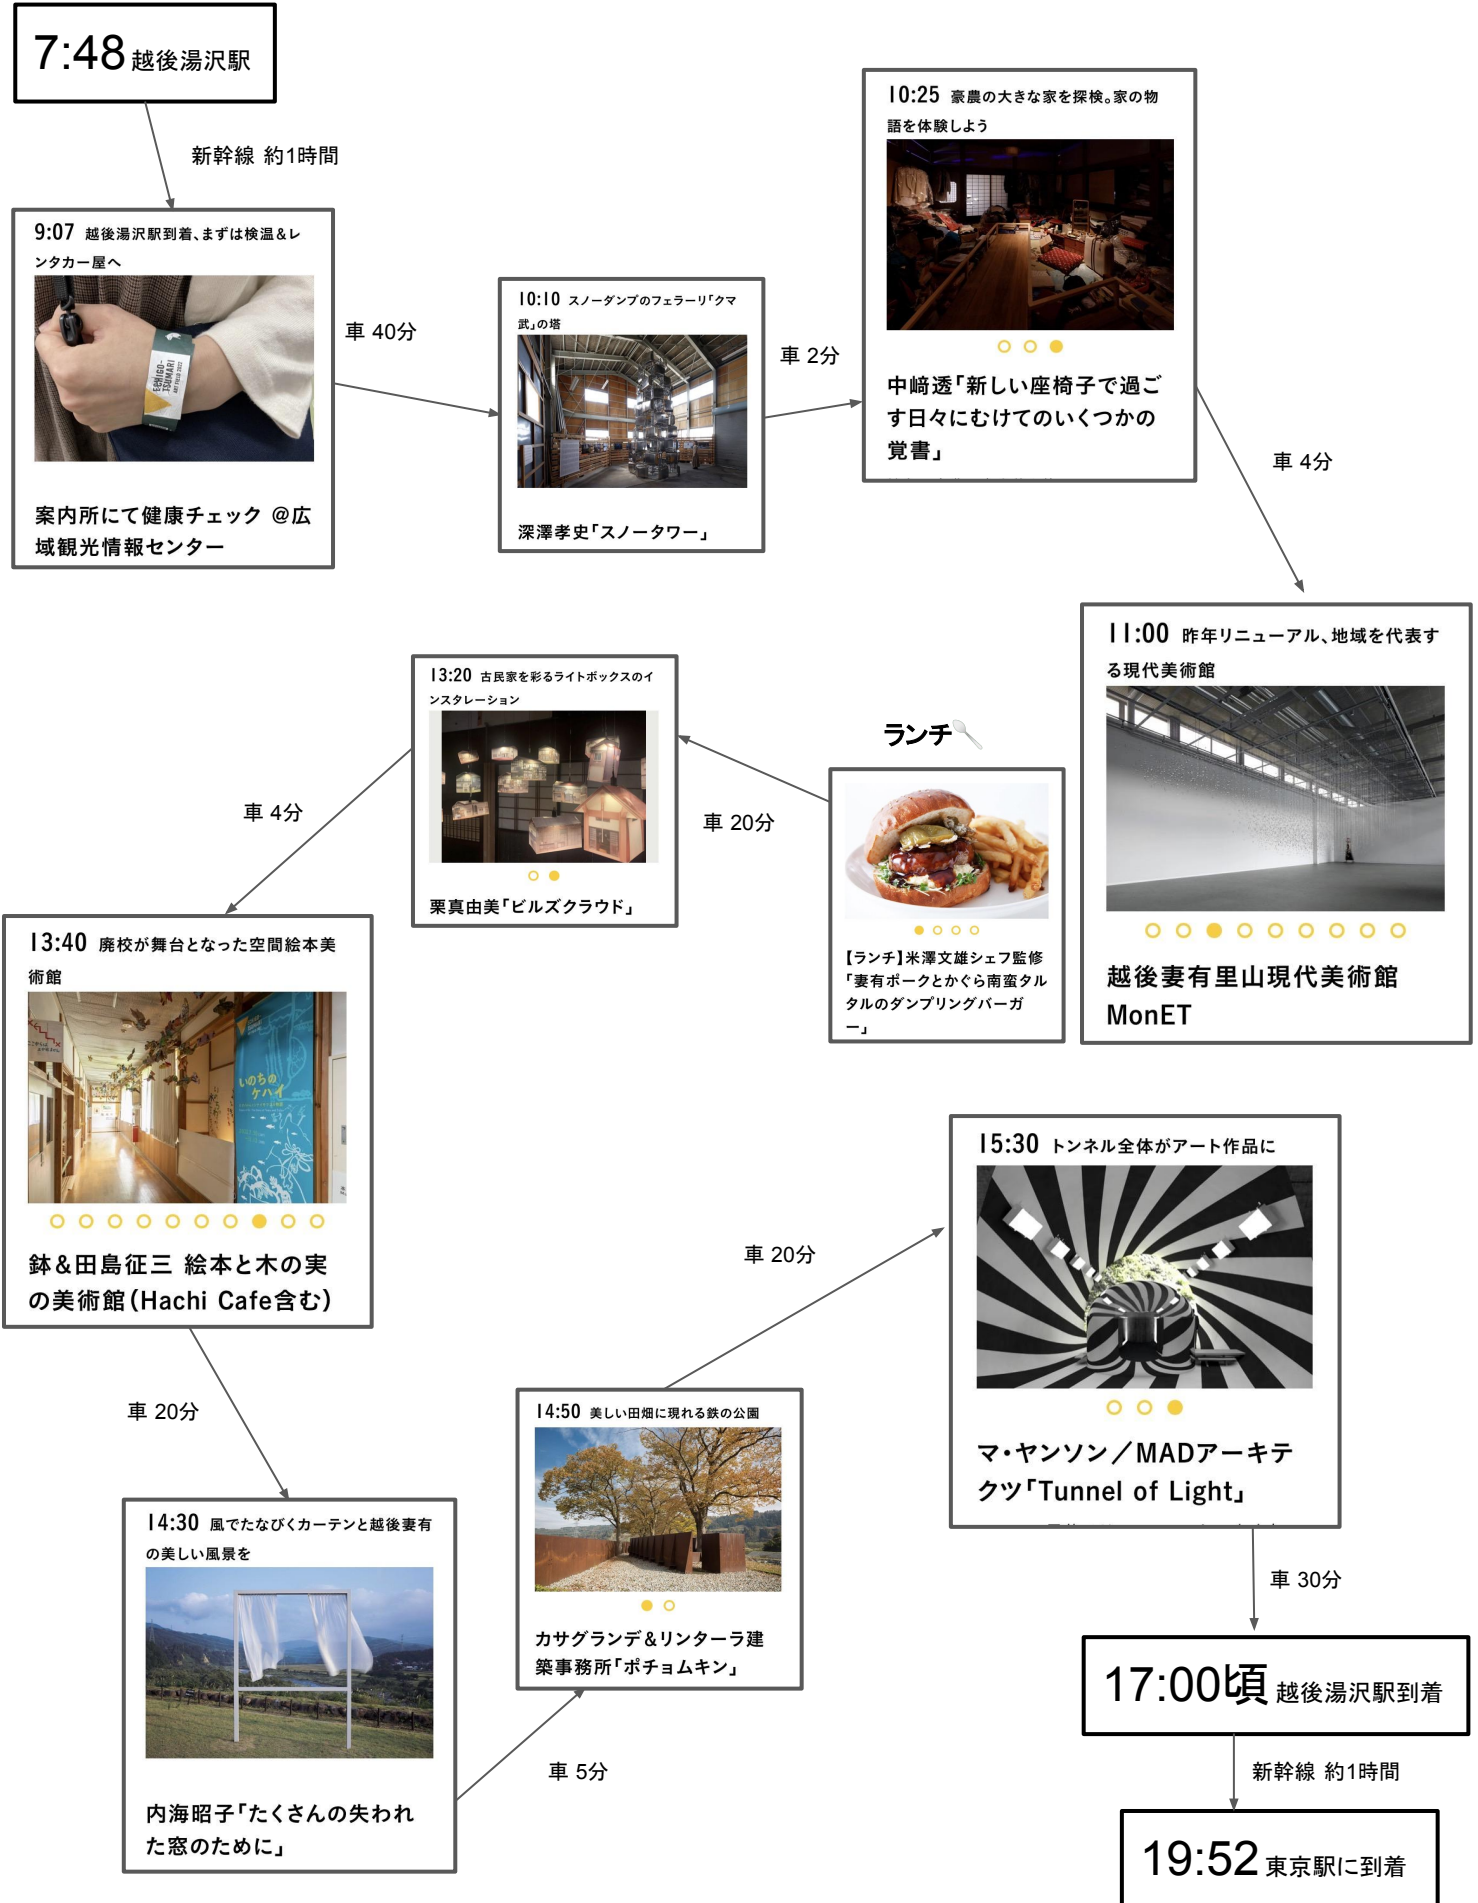 7:48 越後湯沢駅
新幹線 約1時間
9:07 越後湯沢駅到着、まずは検温&レ
ンタカー屋へ
ECHIGO-
TSUMARI
ART FIELD 2022
案内所にて健康チェック @広
域観光情報センター
車 40分
10:10 スノーダンプのフェラーリ「クマ
武」の塔
深澤孝史「スノータワー」
車 2分
10:25 豪農の大きな家を探検。家の物
語を体験しよう
中﨑透「新しい座椅子で過ご
す日々にむけてのいくつかの
覚書」
車 4分
11:00 昨年リニューアル、地域を代表す
る現代美術館
越後妻有里山現代美術館
MonET
ランチ🥄
【ランチ】米澤文雄シェフ監修
「妻有ポークとかぐら南蛮タル
タルのダンプリングバーガ
ー」
車 20分
13:20 古民家を彩るライトボックスのイ
ンスタレーション
栗真由美「ビルズクラウド」
車 4分
13:40 廃校が舞台となった空間絵本美
術館
いのちの
ケハイ
鉢&田島征三 絵本と木の実
の美術館(Hachi Cafe含む)
車 20分
14:30 風でたなびくカーテンと越後妻有
の美しい風景を
内海昭子「たくさんの失われ
た窓のために」
車 5分
14:50 美しい田畑に現れる鉄の公園
カサグランデ&リンターラ建
築事務所「ポチョムキン」
車 20分
15:30 トンネル全体がアート作品に
マ・ヤンソン/MADアーキテ
クツ「Tunnel of Light」
車 30分
17:00頃 越後湯沢駅到着
新幹線 約1時間
19:52 東京駅に到着